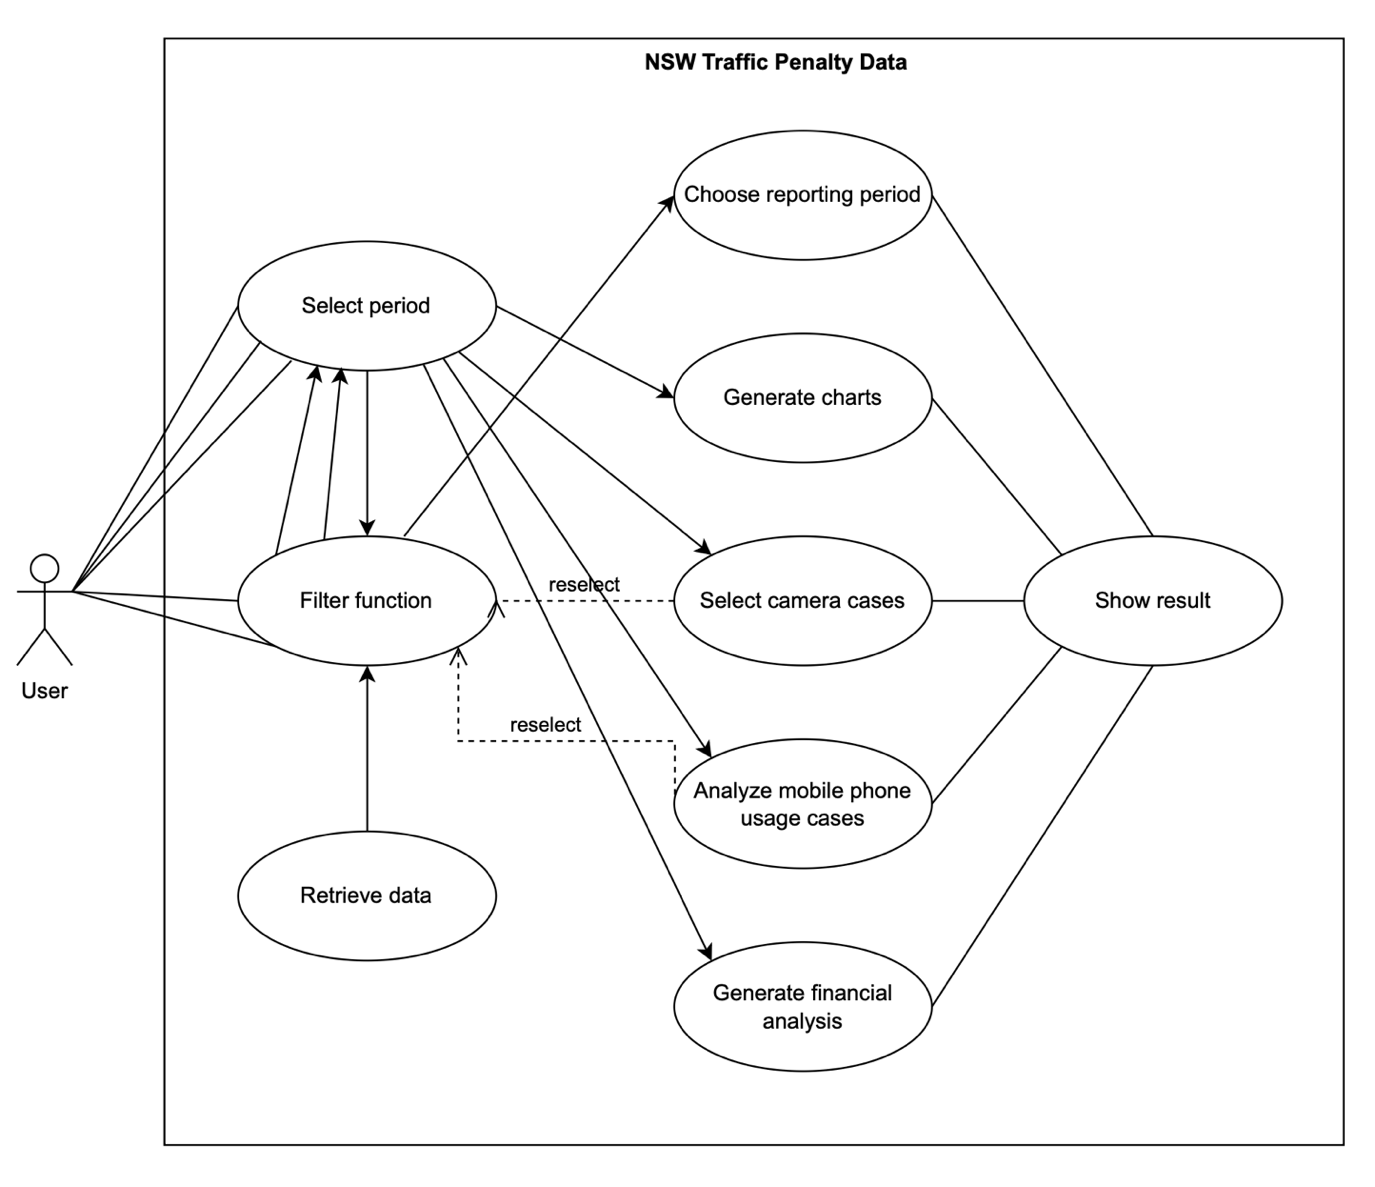 NSW Traffic Penalty Data
Choose reporting period
Select period
Generate charts
reselect
Filter function
Select camera cases
Show result
User
reselect
Analyze mobile phone
usage cases
Retrieve data
Generate financial
analysis